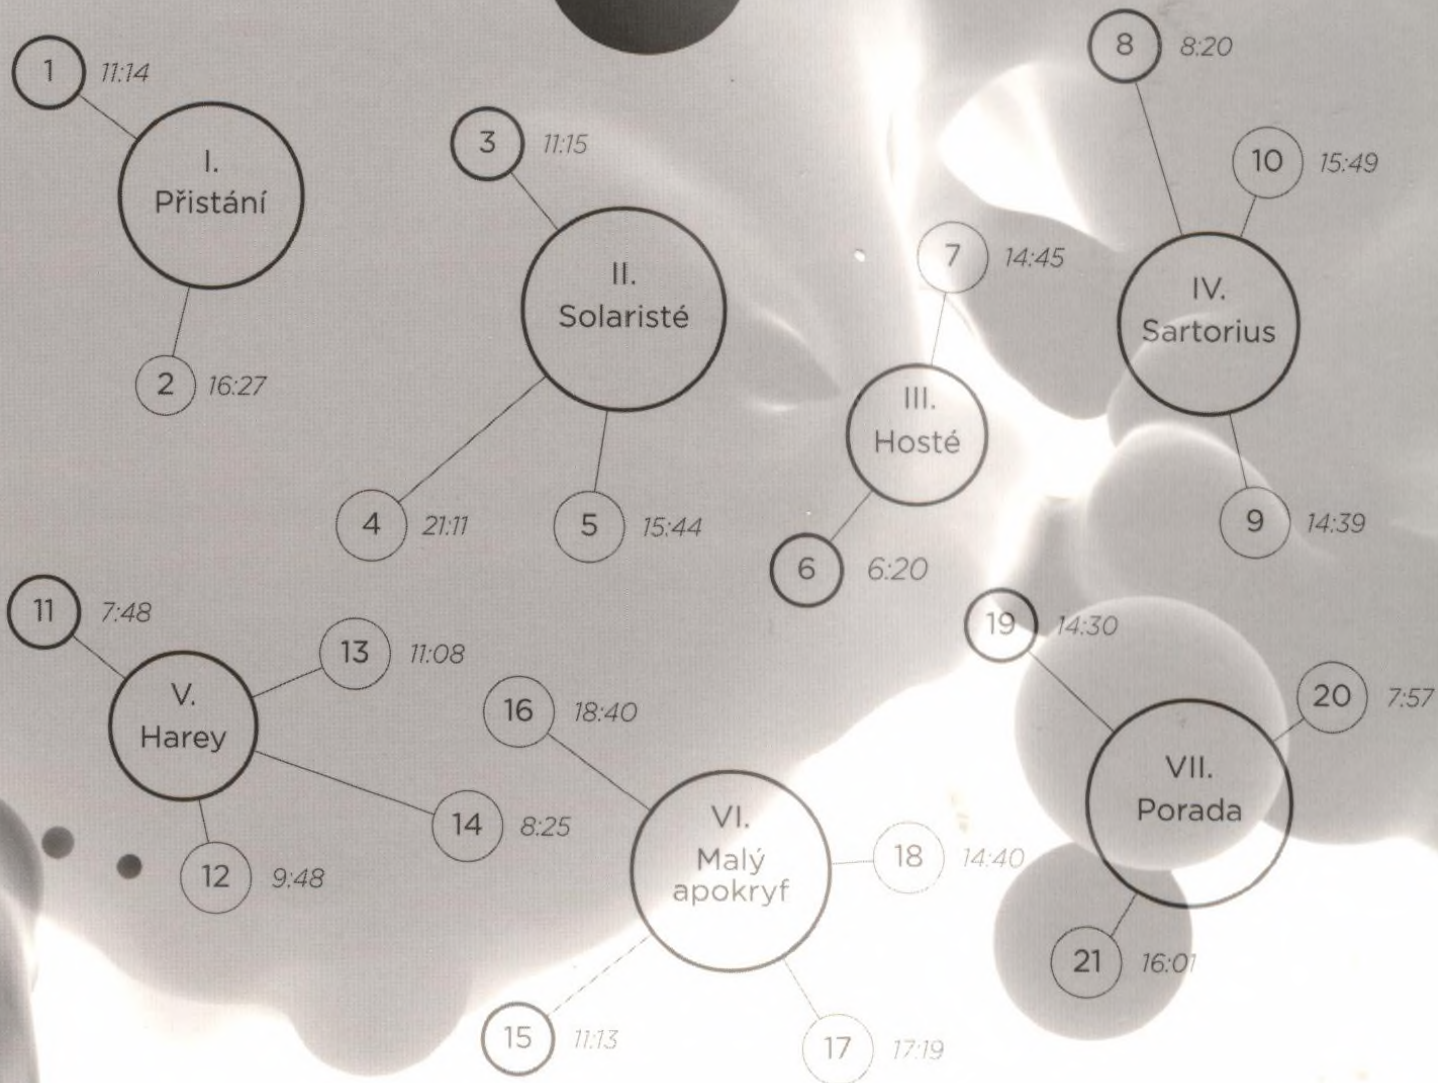 1 11:14
I.
Přistání
2 16:27
3 11:15
II.
Solaristé
4 21:11
5 15:44
7 14:45
III.
Hosté
6 6:20
8 8:20
10 15:49
IV.
Sartorius
9 14:39
11 7:48
V.
Harey
13 11:08
14 8:25
12 9:48
16 18:40
VI.
Malý
apokryf
18 14:40
15 11:13
17 17:19
19 14:30
20 7:57
VII.
Porada
21 16:01